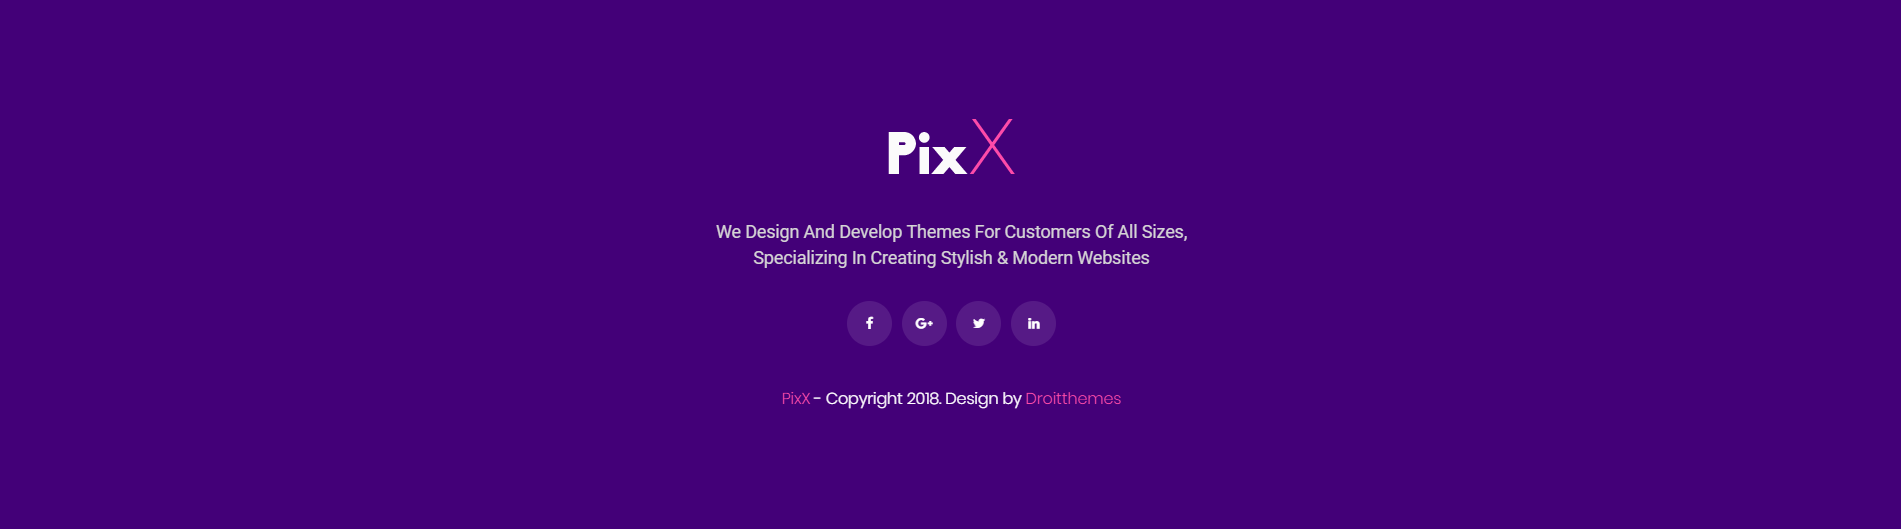 PixX
We Design And Develop Themes For Customers Of All Sizes,
Specializing In Creating Stylish & Modern Websites
f G+ in
PixX - Copyright 2018. Design by Droitthemes